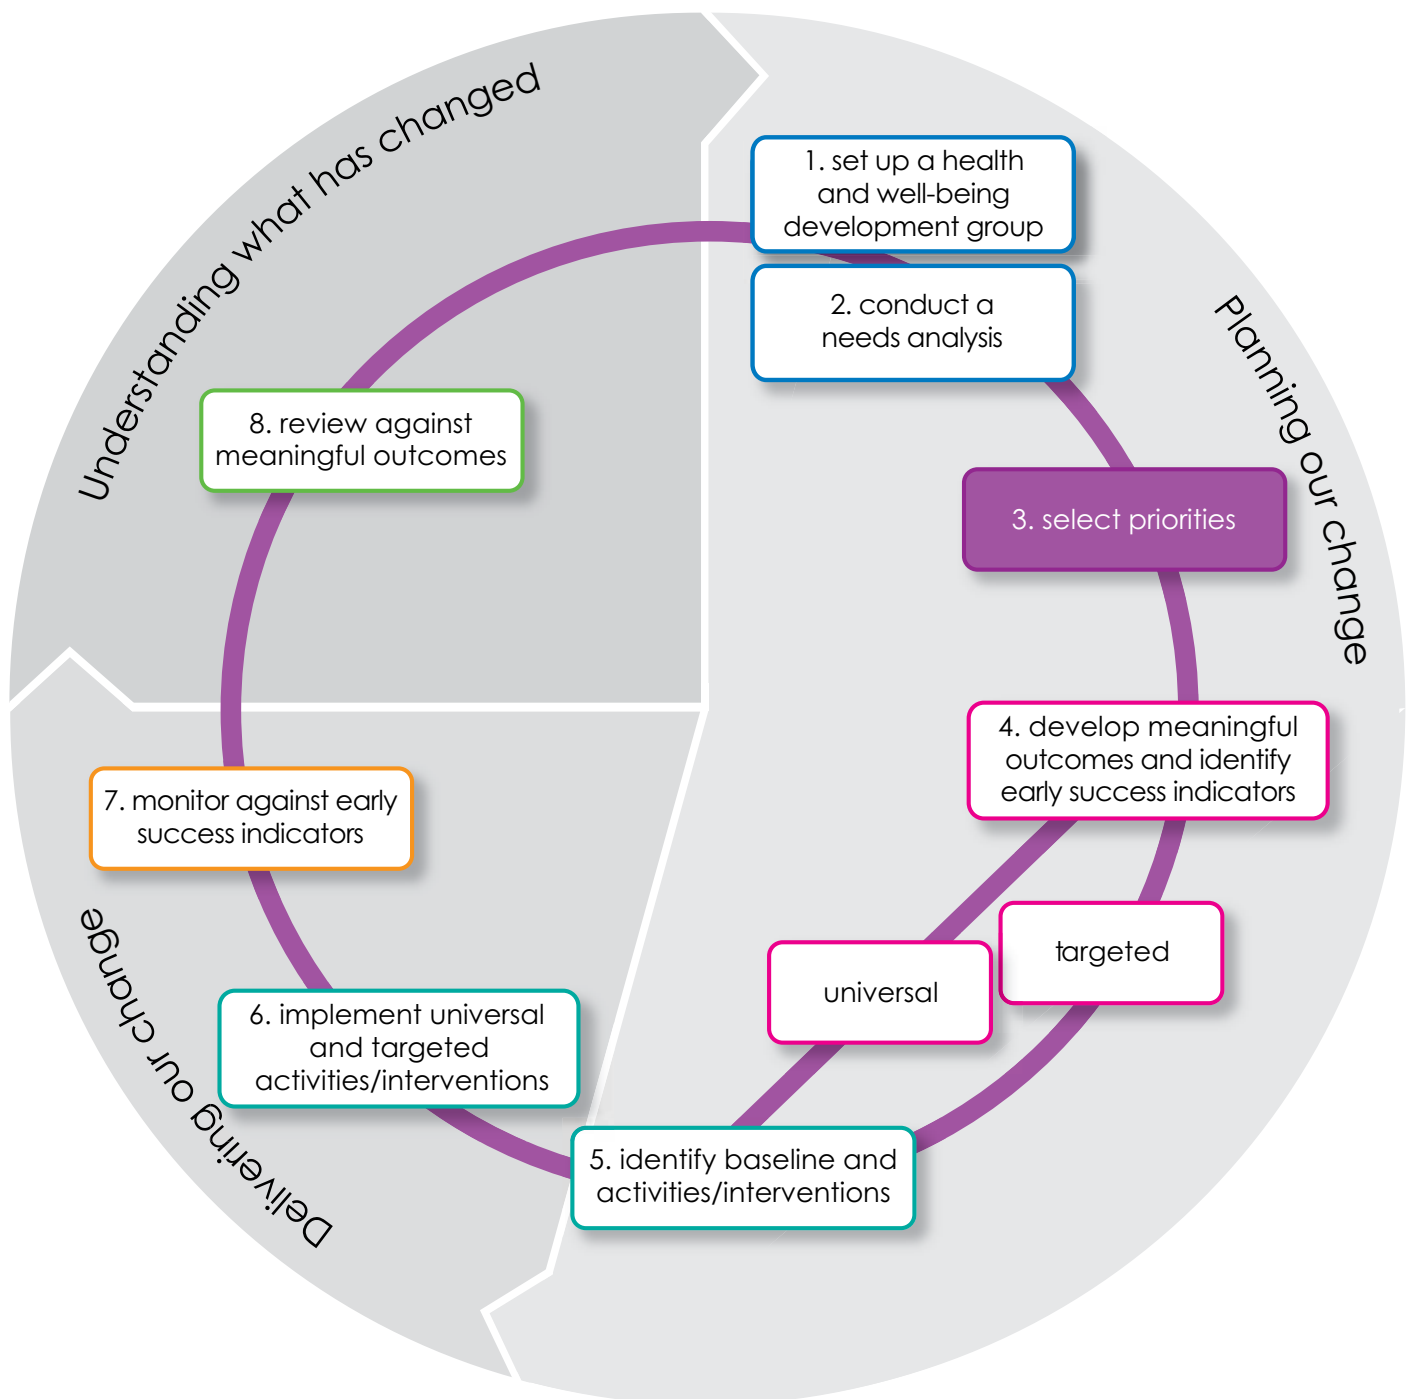 Understanding what has changed
Planning our change
Delivering our change
1. set up a health
and well-being
development group
2. conduct a
needs analysis
3. select priorities
4. develop meaningful
outcomes and identify
early success indicators
targeted
universal
5. identify baseline and
activities/interventions
6. implement universal
and targeted
activities/interventions
7. monitor against early
success indicators
8. review against
meaningful outcomes